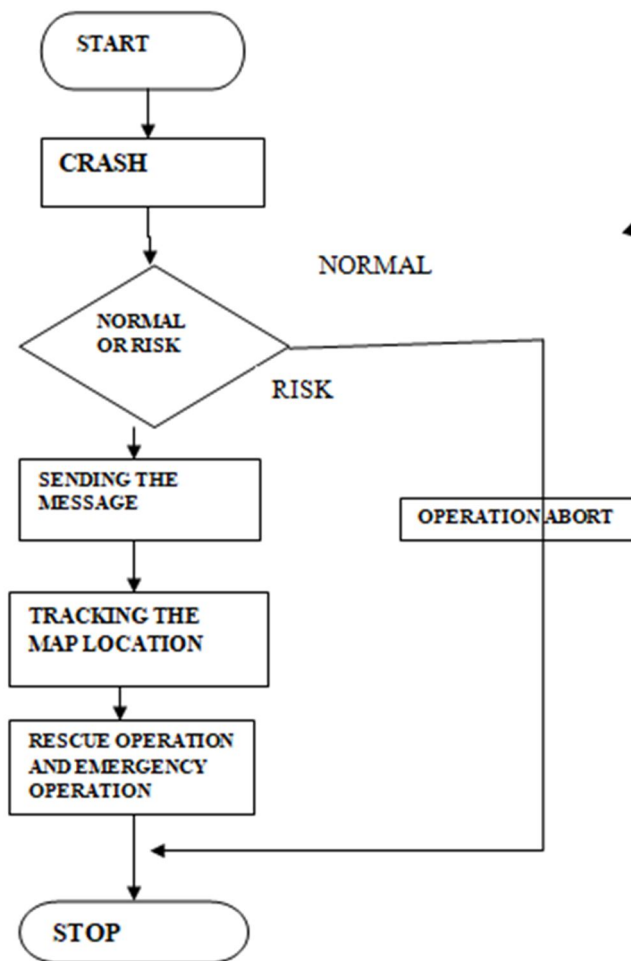 START
CRASH
NORMAL
NORMAL
OR RISK
RISK
SENDING THE
MESSAGE
OPERATION ABORT
TRACKING THE
MAP LOCATION
RESCUE OPERATION
AND EMERGENCY
OPERATION
STOP